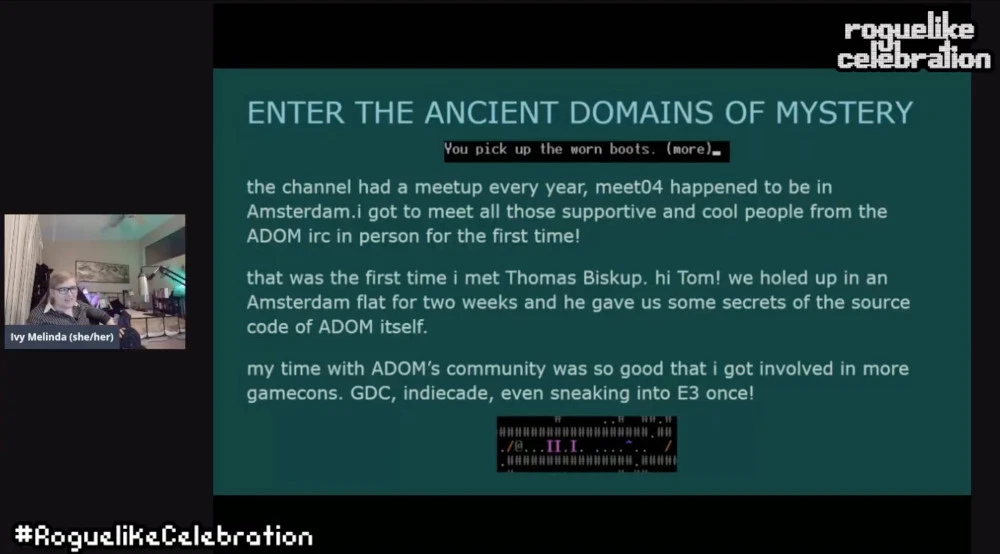 roguelike
celebration
ENTER THE ANCIENT DOMAINS OF MYSTERY
You pick up the worn boots. (more)
the channel had a meetup every year, meet04 happened to be in
Amsterdam.i got to meet all those supportive and cool people from the
ADOM irc in person for the first time!
that was the first time i met Thomas Biskup. hi Tom! we holed up in an
Amsterdam flat for two weeks and he gave us some secrets of the source
code of ADOM itself.
my time with ADOM’s community was so good that i got involved in more
gamecons. GDC, indiecade, even sneaking into E3 once!
Ivy Melinda (she/her)
#RoguelikeCelebration